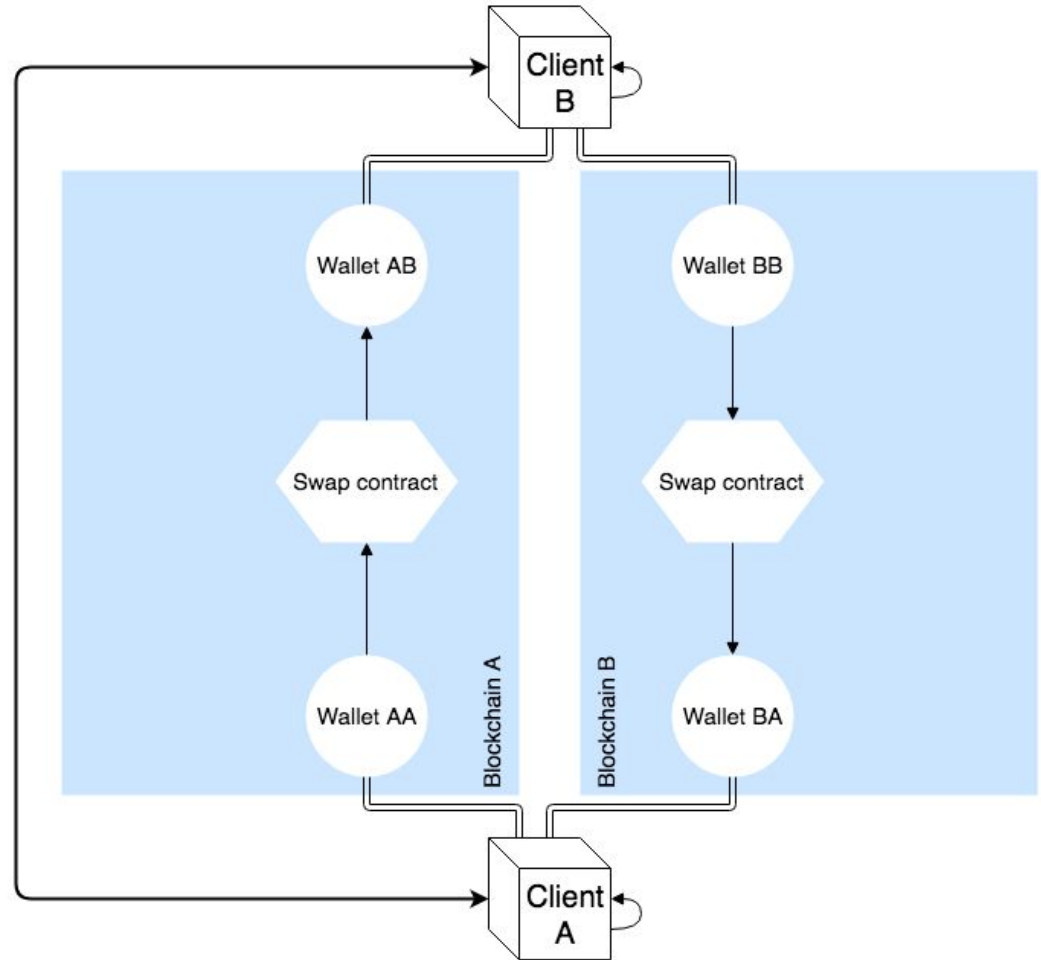 Client
B
Wallet AB
Wallet BB
Swap contract
Swap contract
Blockchain A
Blockchain B
Wallet AA
Wallet BA
Client
A